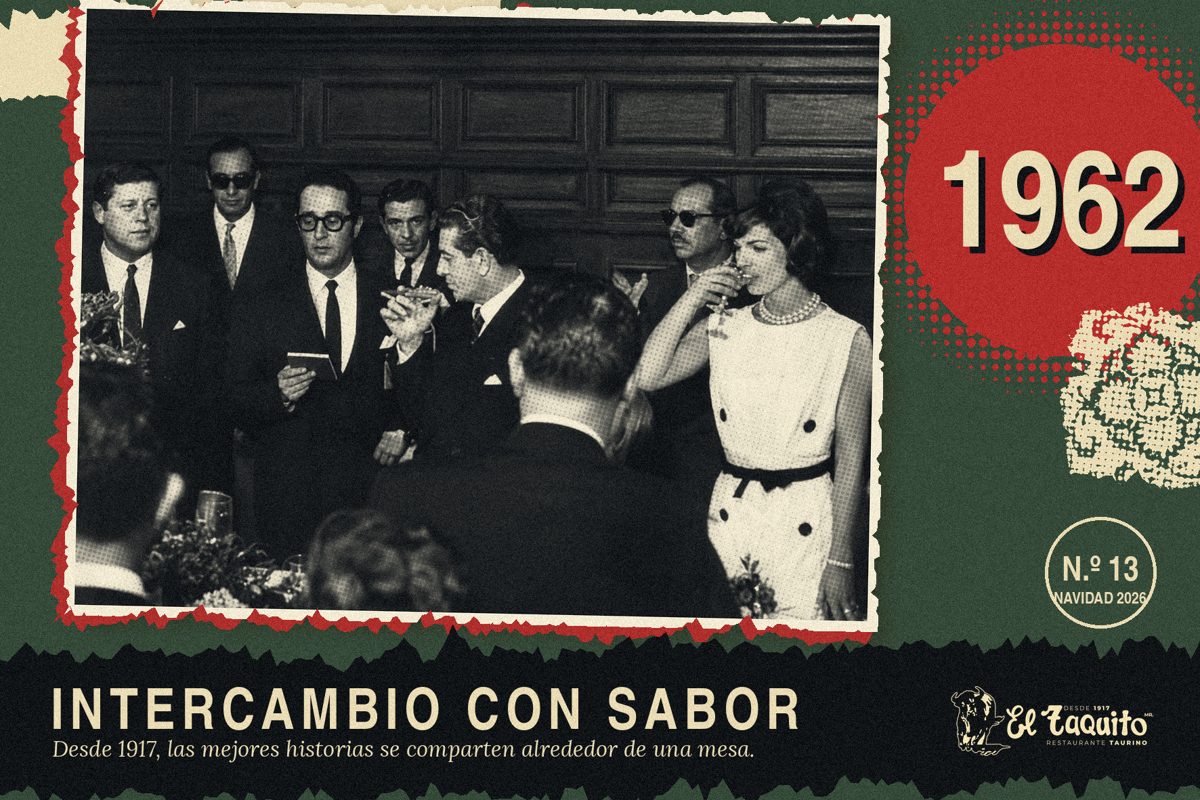 1962
N.º 13
NAVIDAD 2026
INTERCAMBIO CON SABOR
Desde 1917, las mejores historias se comparten alrededor de una mesa.
DESDE 1917
El Taquito MR
RESTAURANTE TAURINO